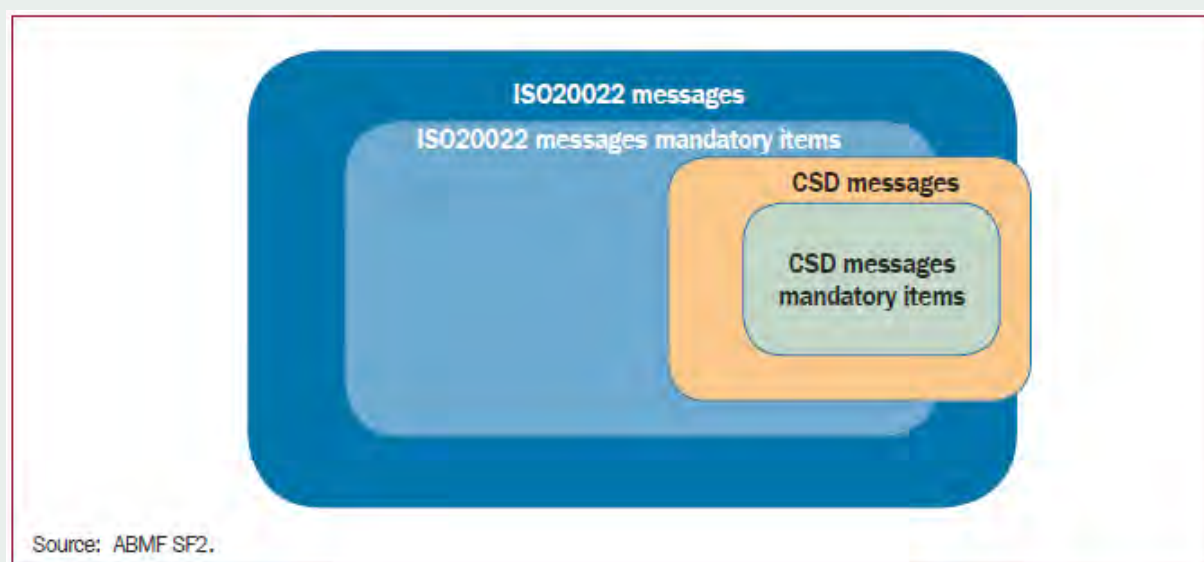 ISO20022 messages
ISO20022 messages mandatory items
CSD messages
CSD messages
mandatory items
Source: ABMF SF2.